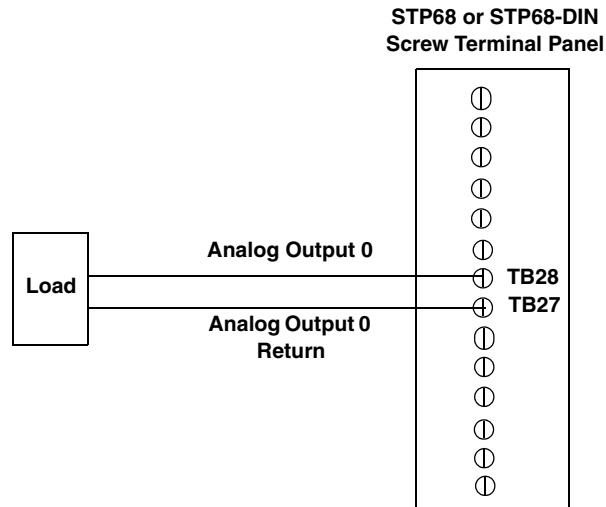 STP68 or STP68-DIN
Screw Terminal Panel
Analog Output 0
Load
TB28
TB27
Analog Output 0
Return